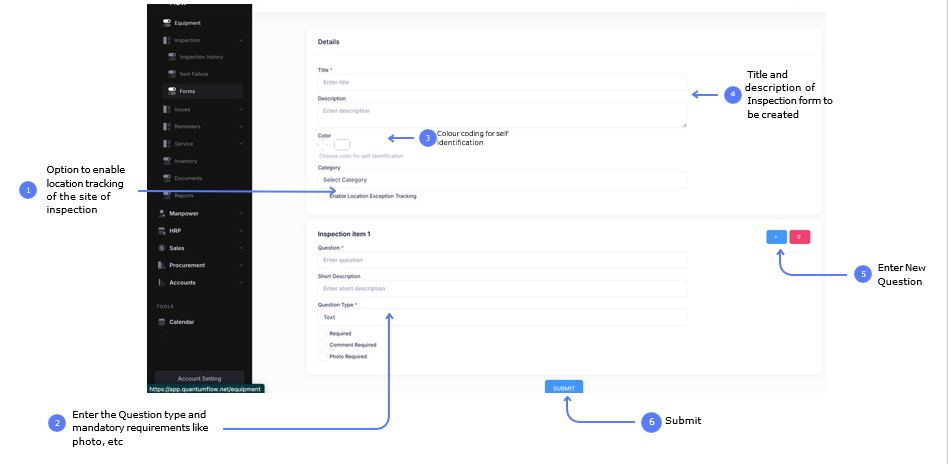 Equipment
Inspection
Inspection history
Item Failure
Forms
Issues
Reminders
Service
Inventory
Documents
Reports
Manpower
HRP
Sales
Procurement
Accounts
TOOLS
Calendar
Account Setting
https://app.quantumflow.net/equipment
Details
Title *
Enter title
Description
Enter description
Color
Choose color for self identification
Category
Select Category
Enable Location Exception Tracking
Inspection item 1
+
Question *
Enter question
Short Description
Enter short description
Question Type *
Text
Required
Comment Required
Photo Required
SUBMIT
1
Option to enable
location tracking
of the site of
inspection
2
Enter the Question type and
mandatory requirements like
photo, etc
3
Colour coding for self
identification
4
Title and
description of
Inspection form to
be created
5
Enter New
Question
6
Submit